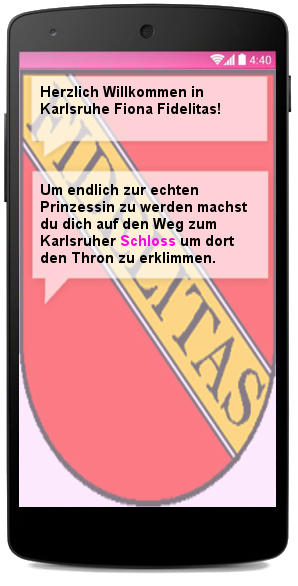 4:40
Herzlich Willkommen in
Karlsruhe Fiona Fidelitas!
Um endlich zur echten
Prinzessin zu werden machst
du dich auf den Weg zum
Karlsruher Schloss um dort
den Thron zu erklimmen.
FIDELITAS